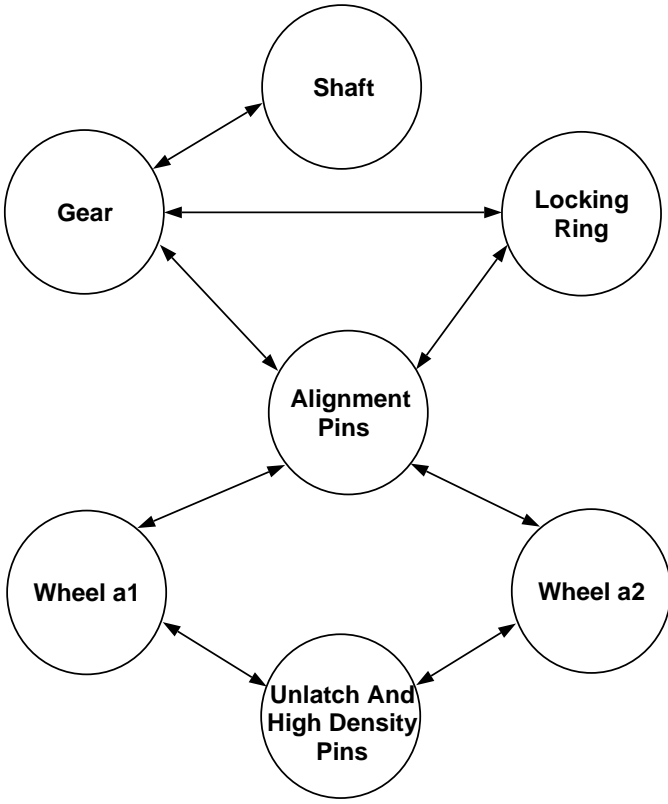 Shaft
Gear
Locking
Ring
Alignment
Pins
Wheel a1
Wheel a2
Unlatch And
High Density
Pins